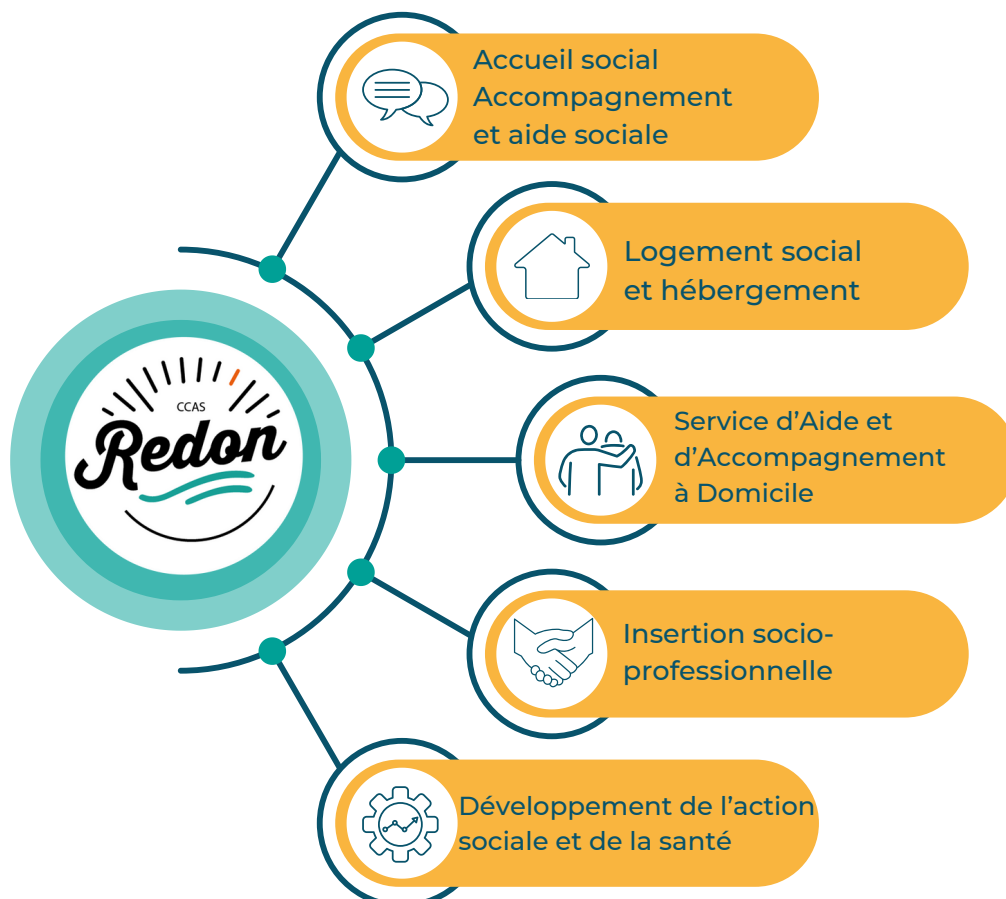 Accueil social
Accompagnement
et aide sociale
Logement social
et hébergement
CCAS
Redon
Service d'Aide et
d'Accompagnement
à Domicile
Insertion socio-
professionnelle
Développement de l'action
sociale et de la santé